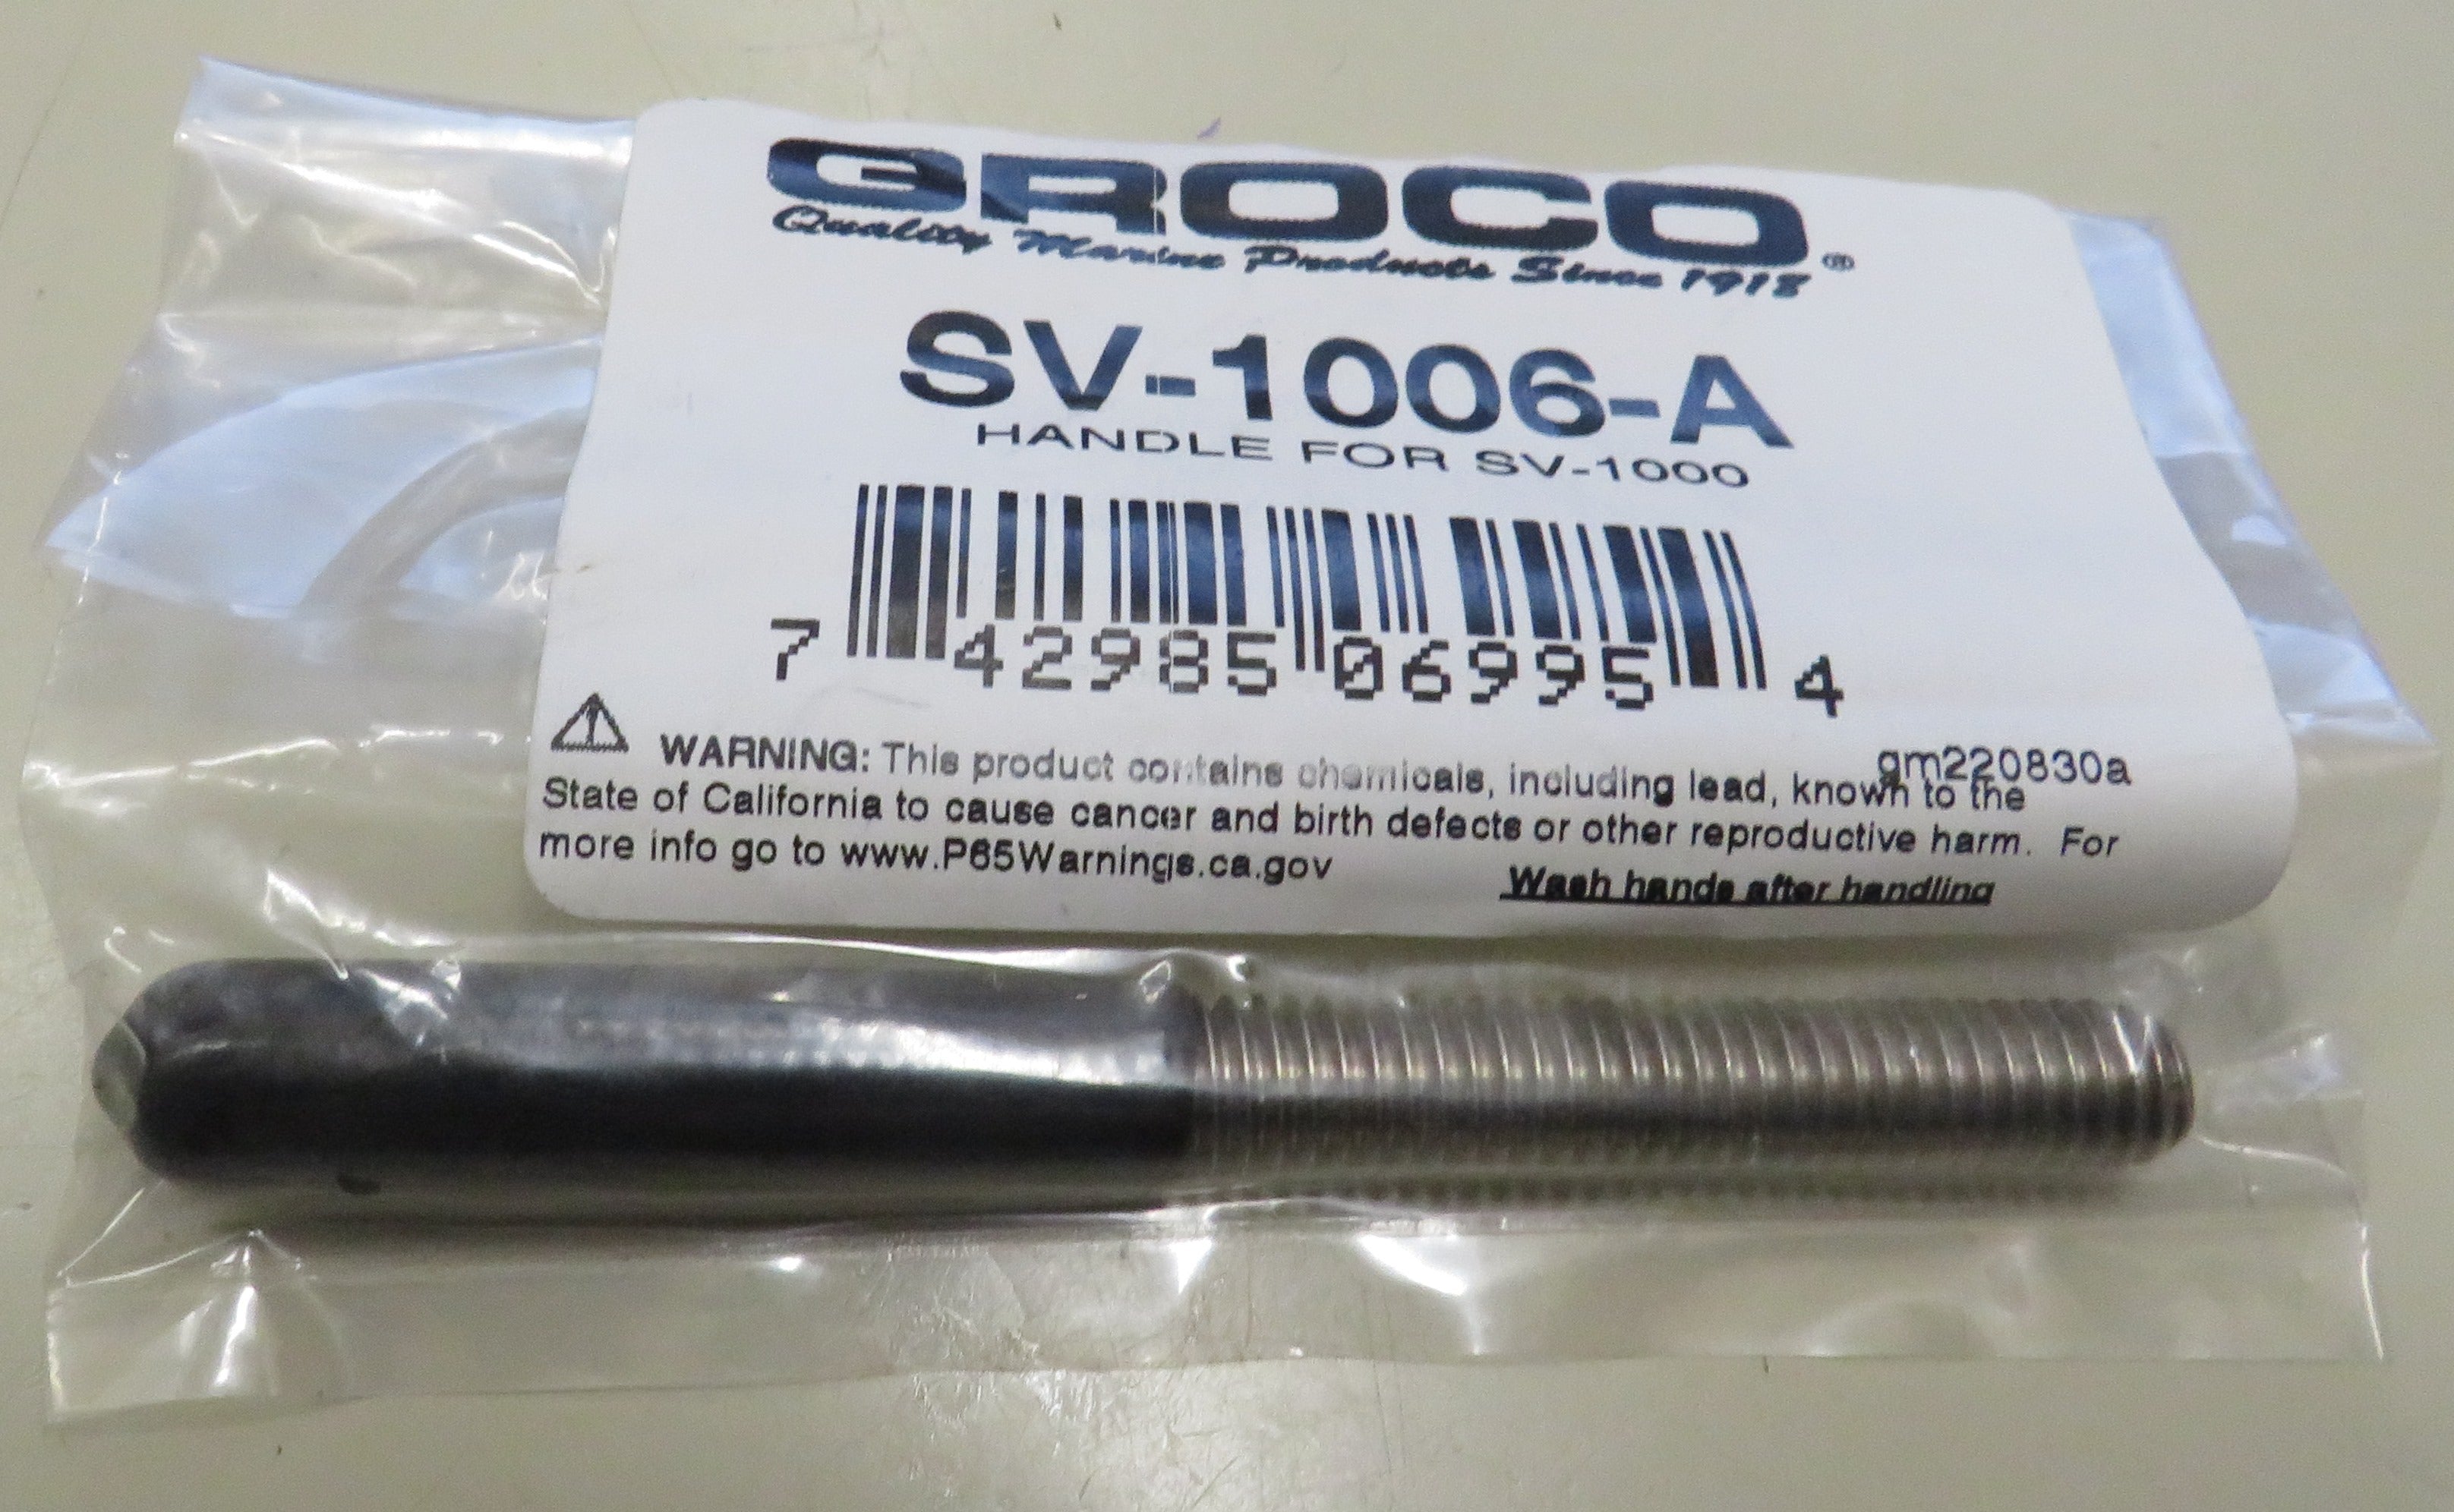 GROCO®
Quality Marine Products Since 1918
SV-1006-A
HANDLE FOR SV-1000
7 42985 06995 4
gm220830a
WARNING: This product contains chemicals, including lead, known to the
State of California to cause cancer and birth defects or other reproductive harm. For
more info go to www.P65Warnings.ca.gov
Wash hands after handling